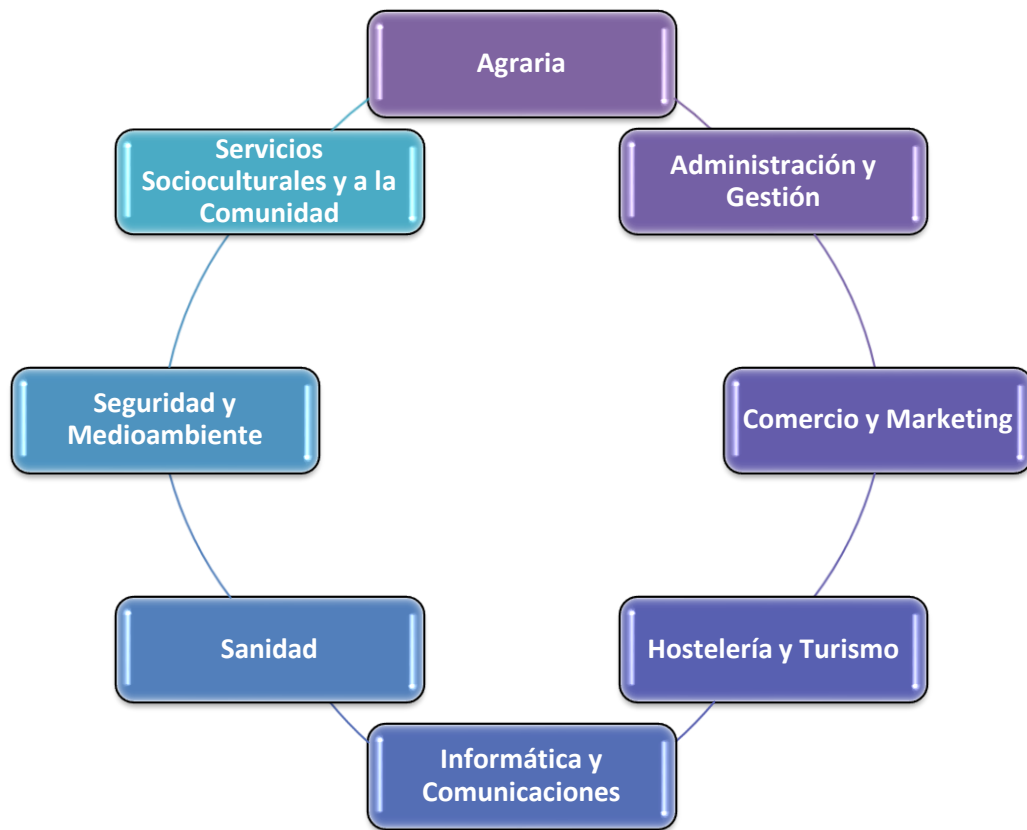 Agraria
Administración y
Gestión
Comercio y Marketing
Hostelería y Turismo
Informática y
Comunicaciones
Sanidad
Seguridad y
Medioambiente
Servicios
Socioculturales y a la
Comunidad